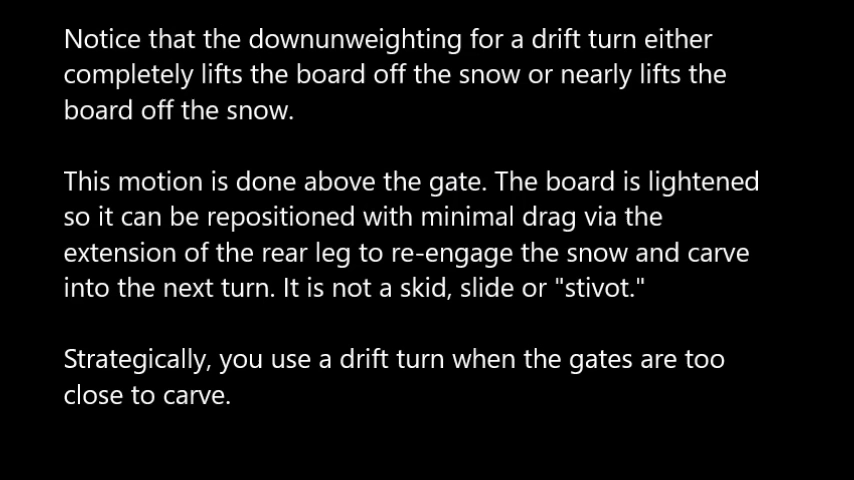 Notice that the downunweighting for a drift turn either
completely lifts the board off the snow or nearly lifts the
board off the snow.
This motion is done above the gate. The board is lightened
so it can be repositioned with minimal drag via the
extension of the rear leg to re-engage the snow and carve
into the next turn. It is not a skid, slide or "stivot."
Strategically, you use a drift turn when the gates are too
close to carve.